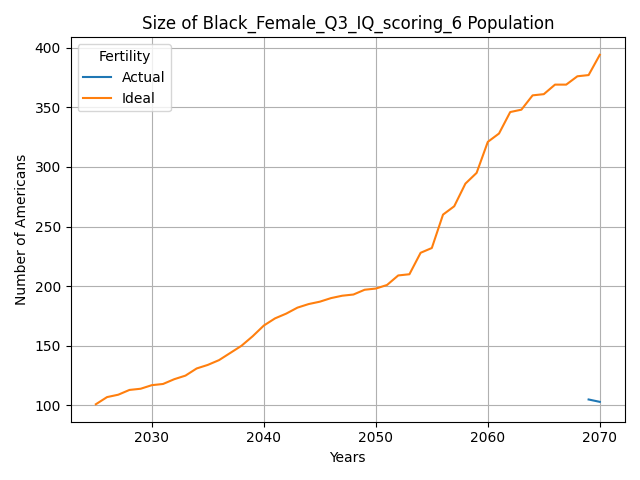 Size of Black_Female_Q3_IQ_scoring_6 Population
Fertility
Actual
Ideal
Number of Americans
400
350
300
250
200
150
100
2030 2040 2050 2060 2070
Years